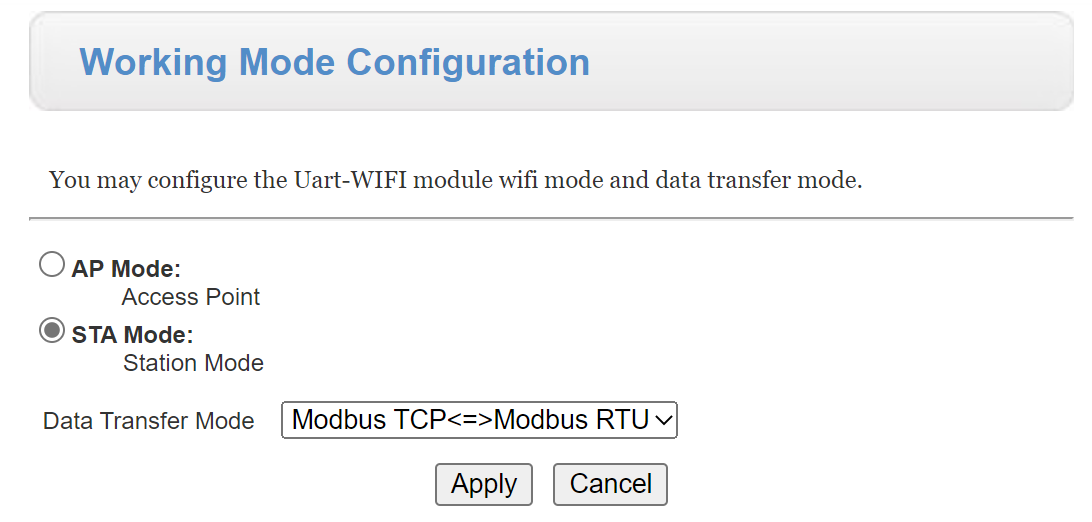 Working Mode Configuration
You may configure the Uart-WIFI module wifi mode and data transfer mode.
AP Mode:
Access Point
STA Mode:
Station Mode
Data Transfer Mode Modbus TCP<=>Modbus RTU
Apply Cancel